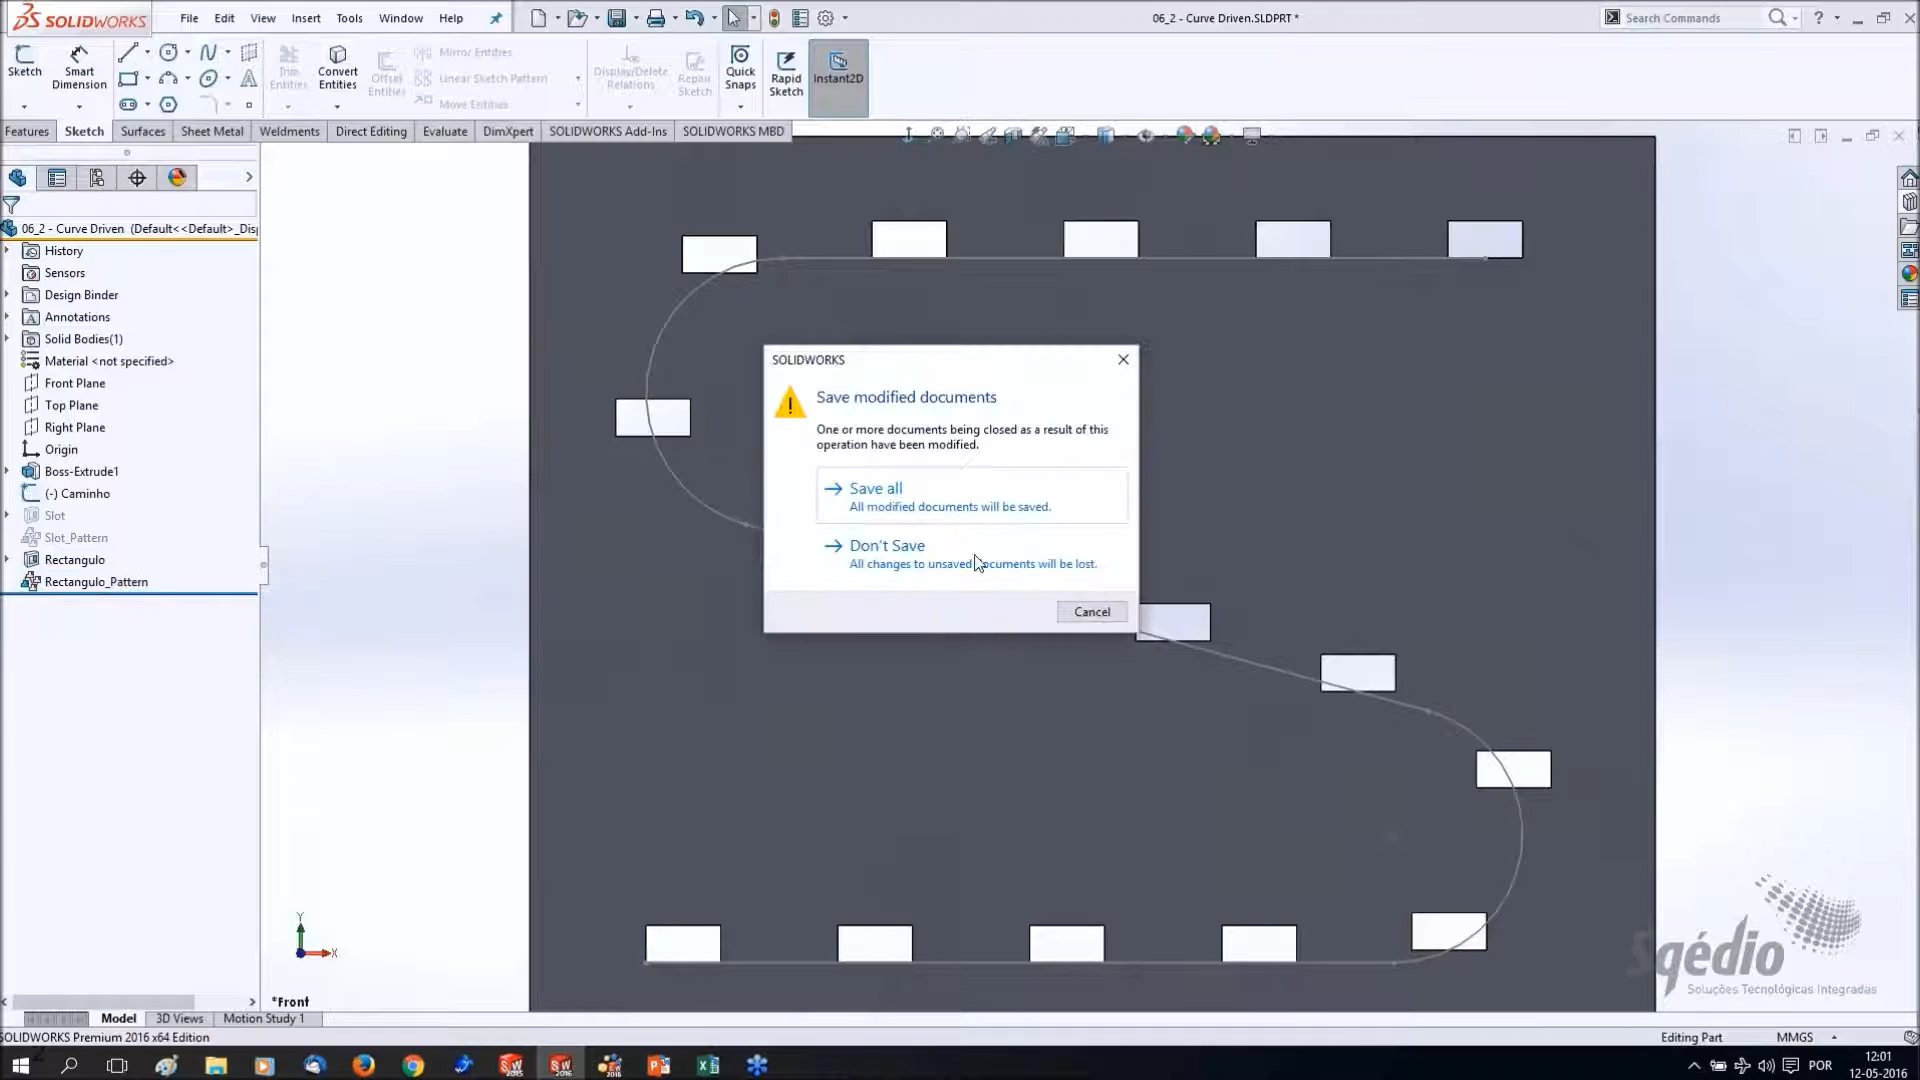 SOLIDWORKS
File Edit View Insert Tools Window Help
06_2 - Curve Driven.SLDPRT *
Search Commands
Sketch
Smart Dimension
Trim Entities
Convert Entities
Offset Entities
Mirror Entities
Linear Sketch Pattern
Move Entities
Display/Delete Relations
Repair Sketch
Quick Snaps
Rapid Sketch
Instant2D
Features Sketch Surfaces Sheet Metal Weldments Direct Editing Evaluate DimXpert SOLIDWORKS Add-Ins SOLIDWORKS MBD
06_2 - Curve Driven (Default<<Default>_Disp
History
Sensors
Design Binder
Annotations
Solid Bodies(1)
Material <not specified>
Front Plane
Top Plane
Right Plane
Origin
Boss-Extrude1
(-) Caminho
Slot
Slot_Pattern
Rectangulo
Rectangulo_Pattern
SOLIDWORKS
Save modified documents
One or more documents being closed as a result of this
operation have been modified.
Save all
All modified documents will be saved.
Don't Save
All changes to unsaved documents will be lost.
Cancel
Y
X
*Front
Sqédio
Soluções Tecnológicas Integradas
Model 3D Views Motion Study 1
SOLIDWORKS Premium 2016 x64 Edition
Editing Part MMGS
POR
12:01
12-05-2016